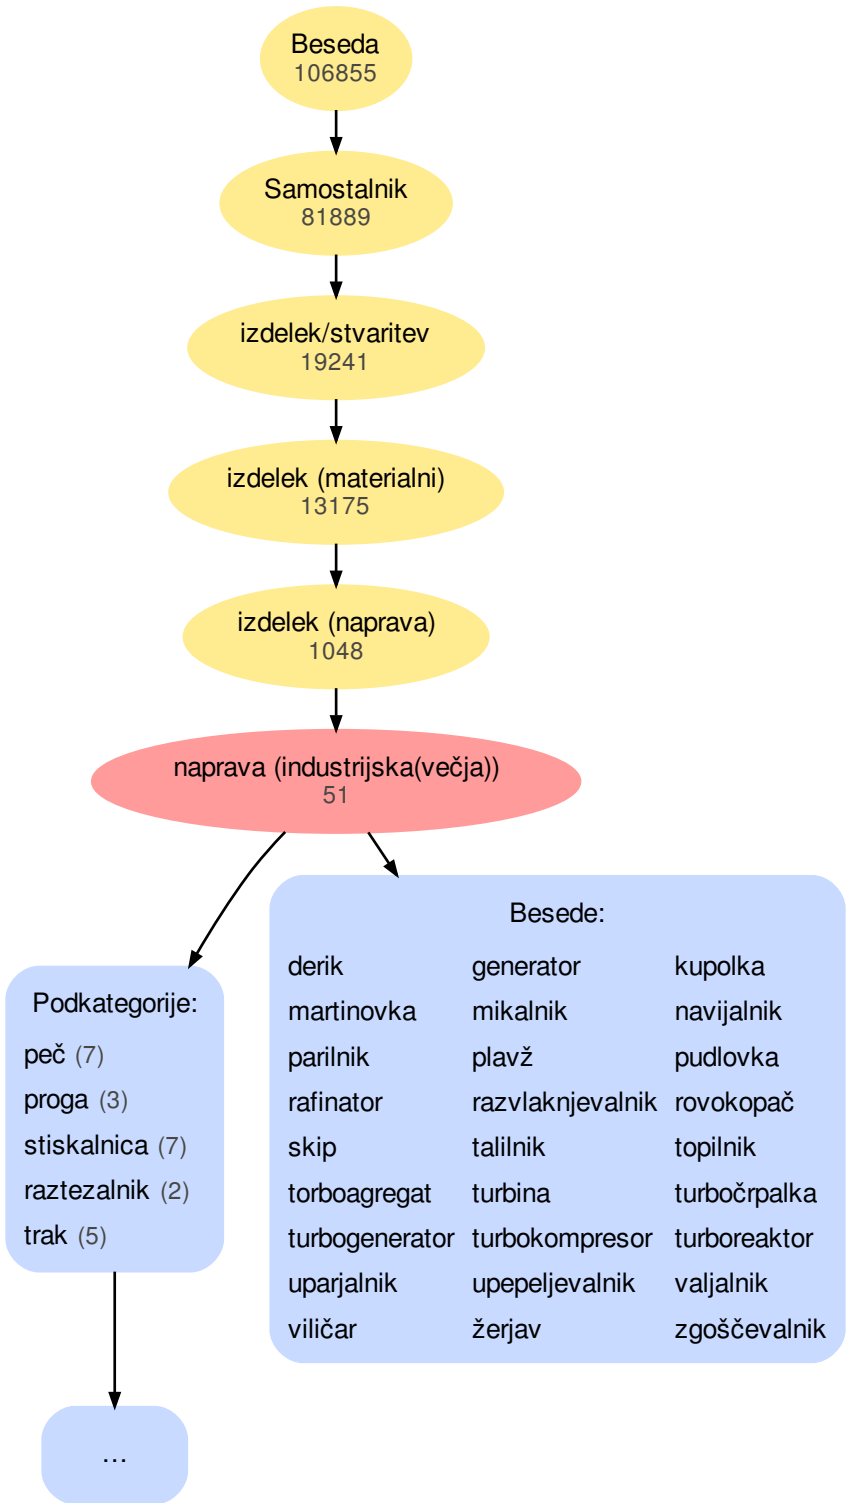 Beseda
106855
Samostalnik
81889
izdelek/stvaritev
19241
izdelek (materialni)
13175
izdelek (naprava)
1048
naprava (industrijska(večja))
51
Podkategorije:
peč (7)
proga (3)
stiskalnica (7)
raztezalnik (2)
trak (5)
...
Besede:
derik generator kupolka
martinovka mikalnik navijalnik
parilnik plavž pudlovka
rafinator razvlaknjevalnik rovokopač
skip talilnik topilnik
torboagregat turbina turbočrpalka
turbogenerator turbokompresor turboreaktor
uparjalnik upepeljevalnik valjalnik
viličar žerjav zgoščevalnik